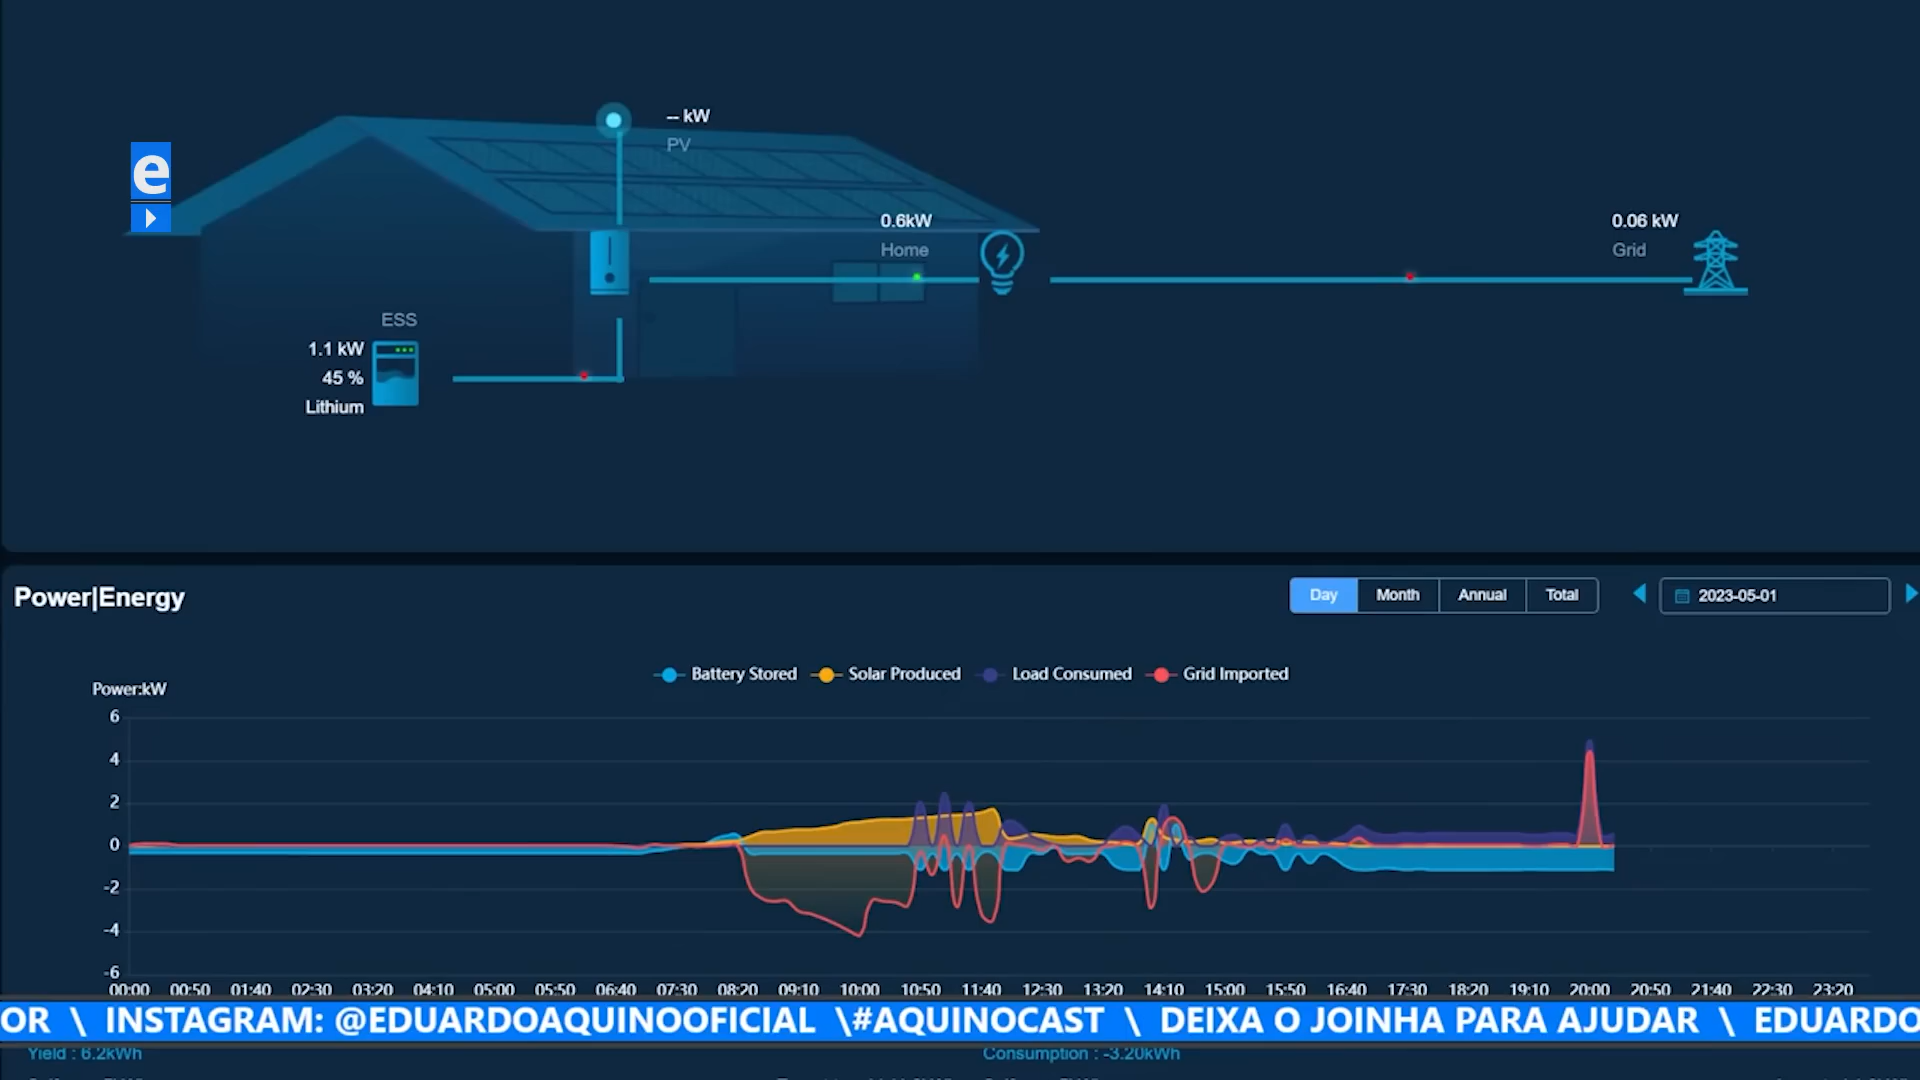 -- kW
PV
e
0.6kW
Home
0.06 kW
Grid
ESS
1.1 kW
45 %
Lithium
Power|Energy
Day Month Annual Total 2023-05-01
Battery Stored Solar Produced Load Consumed Grid Imported
Power:kW
6
4
2
0
-2
-4
-6
00:00 00:50 01:40 02:30 03:20 04:10 05:00 05:50 06:40 07:30 08:20 09:10 10:00 10:50 11:40 12:30 13:20 14:10 15:00 15:50 16:40 17:30 18:20 19:10 20:00 20:50 21:40 22:30 23:20
OR \ INSTAGRAM: @EDUARDOAQUINOOFICIAL \#AQUINOCAST \ DEIXA O JOINHA PARA AJUDAR \ EDUARDO
Yield : 6.2kWh Consumption : -3.20kWh